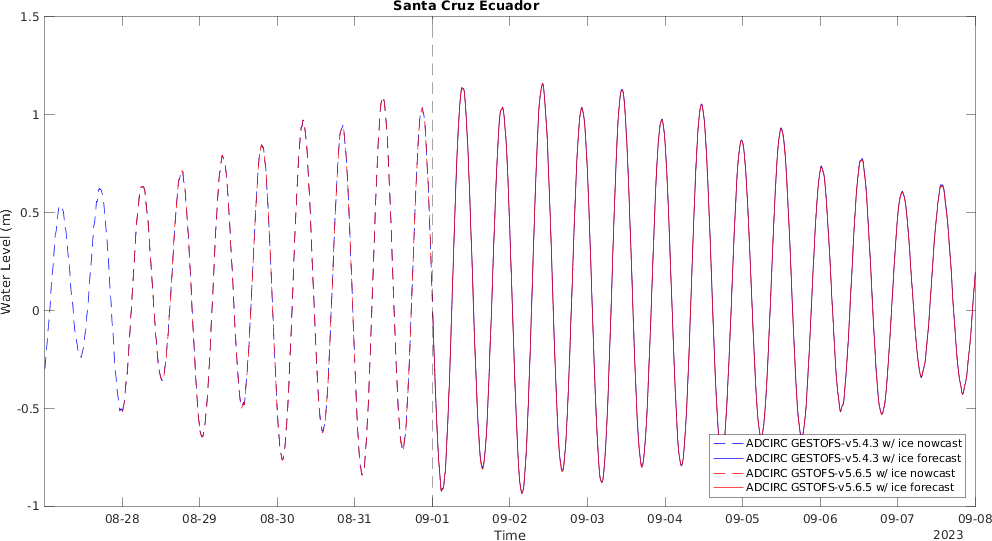 Santa Cruz Ecuador
1.5
1
0.5
0
-0.5
-1
Water Level (m)
ADCIRC GESTOFS-v5.4.3 w/ ice nowcast
ADCIRC GESTOFS-v5.4.3 w/ ice forecast
ADCIRC GSTOFS-v5.6.5 w/ ice nowcast
ADCIRC GSTOFS-v5.6.5 w/ ice forecast
08-28 08-29 08-30 08-31 09-01 09-02 09-03 09-04 09-05 09-06 09-07 09-08
Time
2023